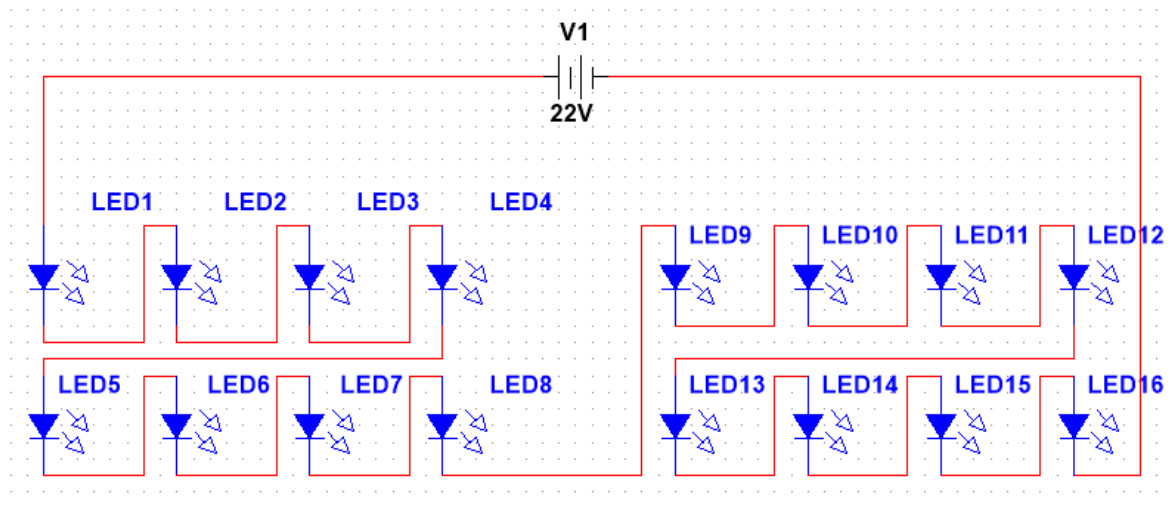 V1
22V
LED1 LED2 LED3 LED4
LED9 LED10 LED11 LED12
LED5 LED6 LED7 LED8 LED13 LED14 LED15 LED16